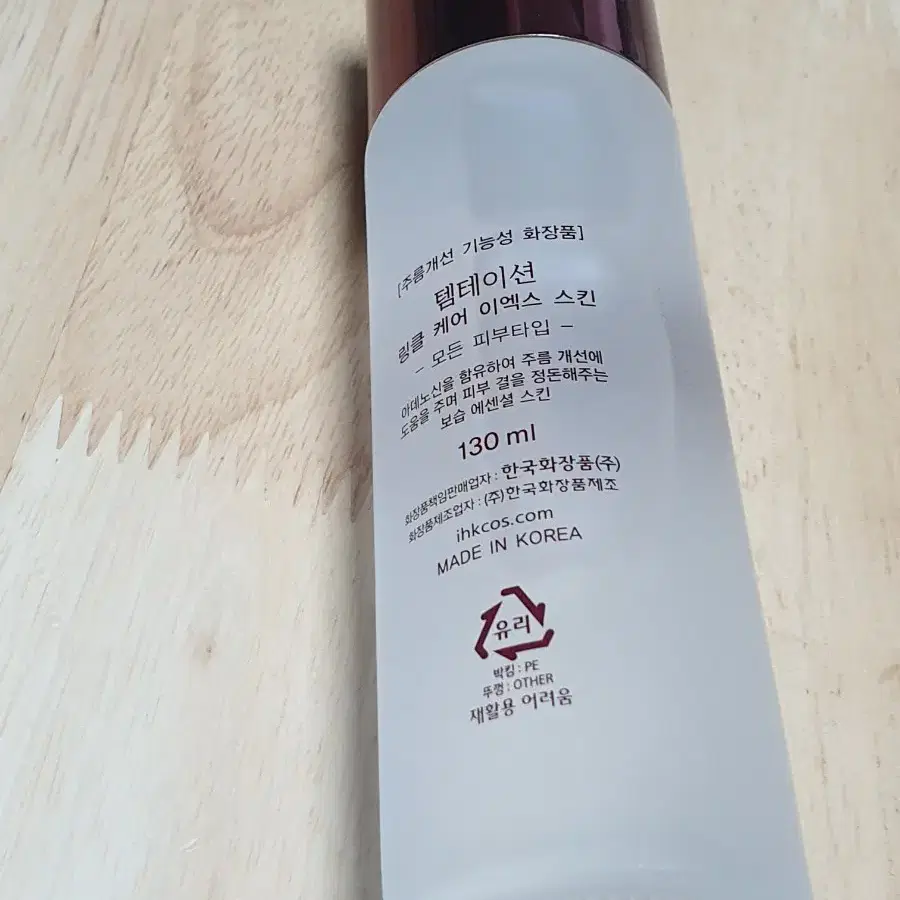 [주름개선 기능성 화장품]
템테이션
링클 케어 이엑스 스킨
- 모든 피부타입 -
아데노신을 함유하여 주름 개선에
도움을 주며 피부 결을 정돈해주는
보습 에센셜 스킨
130 ml
화장품책임판매업자 : 한국화장품(주)
화장품제조업자 : (주)한국화장품제조
ihkcos.com
MADE IN KOREA
유리
박킹 : PE
뚜껑 : OTHER
재활용 어려움